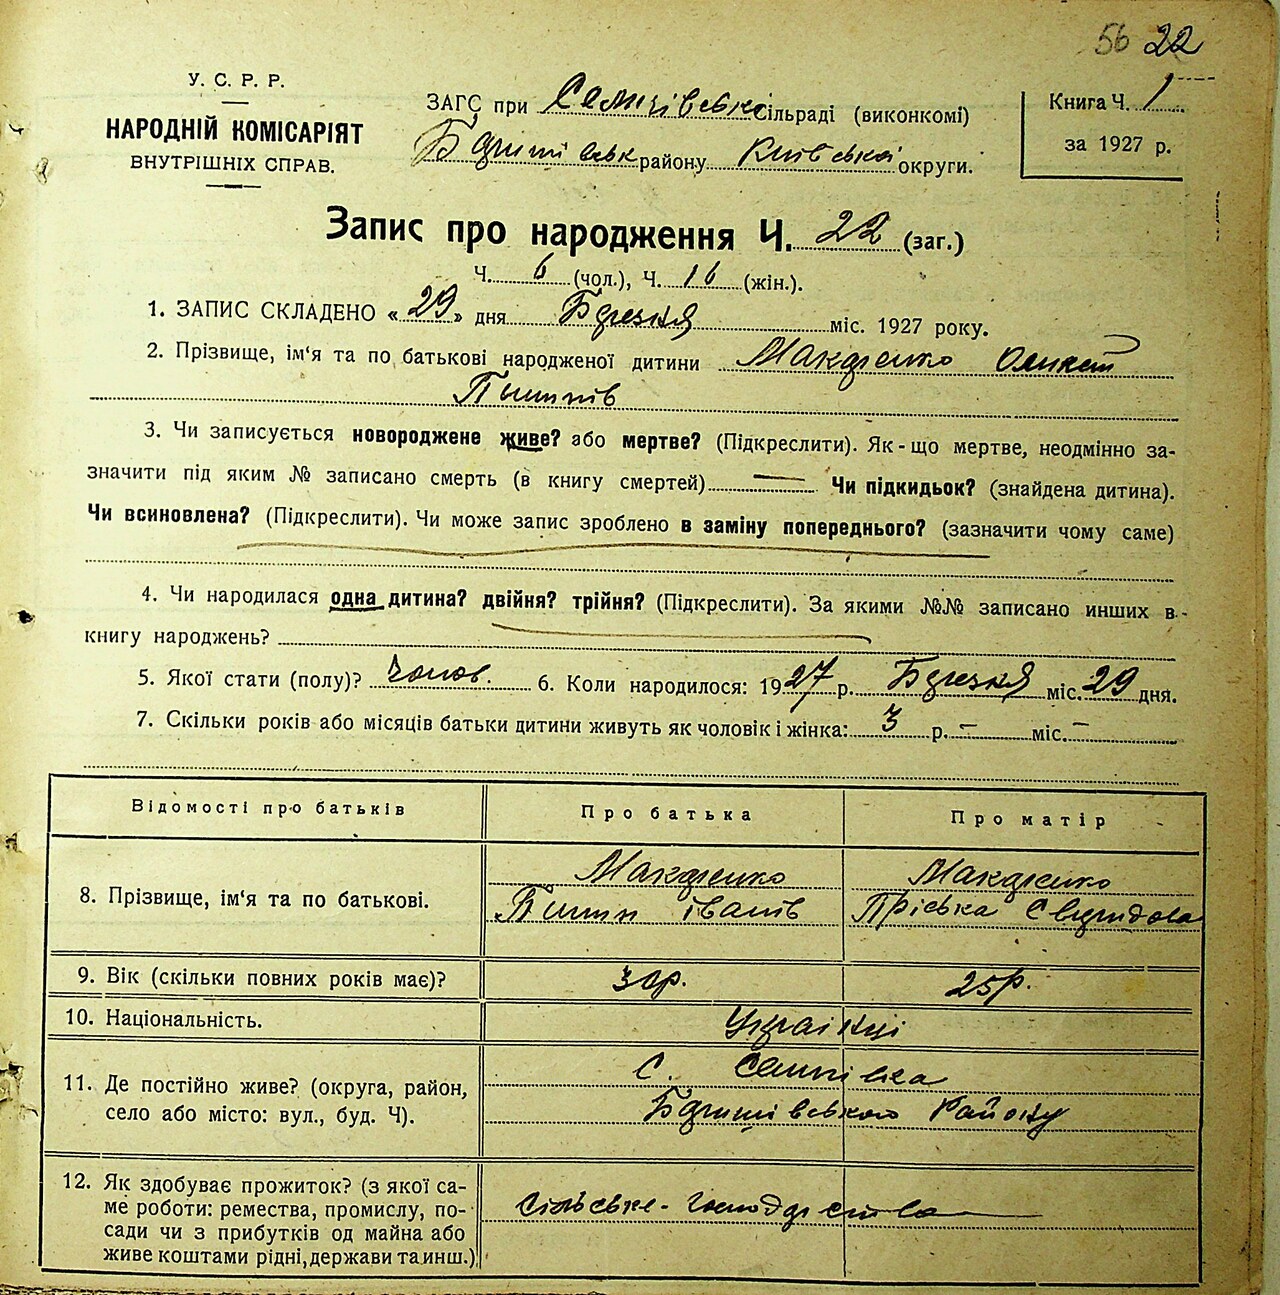 56 22
У. С. Р. Р.
НАРОДНІЙ КОМІСАРІЯТ
ВНУТРІШНІХ СПРАВ.
ЗАГС при сільраді (виконкомі)
району Київської округи.
Книга Ч. 1
за 1927 р.
Запис про народження Ч. 22 (заг.)
Ч. 6 (чол.), Ч. 16 (жін.).
1. ЗАПИС СКЛАДЕНО «29» дня Березня міс. 1927 року.
2. Прізвище, ім'я та по батькові народженої дитини Макаренко
3. Чи записується новороджене живе? або мертве? (Підкреслити). Як-що мертве, неодмінно за-
значити під яким № записано смерть (в книгу смертей) — Чи підкидьок? (знайдена дитина).
Чи всиновлена? (Підкреслити). Чи може запис зроблено в заміну попереднього? (зазначити чому саме)
4. Чи народилася одна дитина? двійня? трійня? (Підкреслити). За якими №№ записано инших в
книгу народжень?
5. Якої стати (полу)? Чолов. 6. Коли народилося: 1927 р. Березня міс. 29 дня.
7. Скільки років або місяців батьки дитини живуть як чоловік і жінка: 3 р. – міс. –
Відомості про батьків Про батька Про матір
8. Прізвище, ім'я та по батькові. Макаренко Макаренко
Іванів Пріська
9. Вік (скільки повних років має)? 30р. 25р.
10. Національність. Українці
11. Де постійно живе? (округа, район, С.
село або місто: вул., буд. Ч). Району
12. Як здобуває прожиток? (з якої са-
ме роботи: ремества, промислу, по- сільське-господарство
сади чи з прибутків од майна або
живе коштами рідні, держави та инш.)